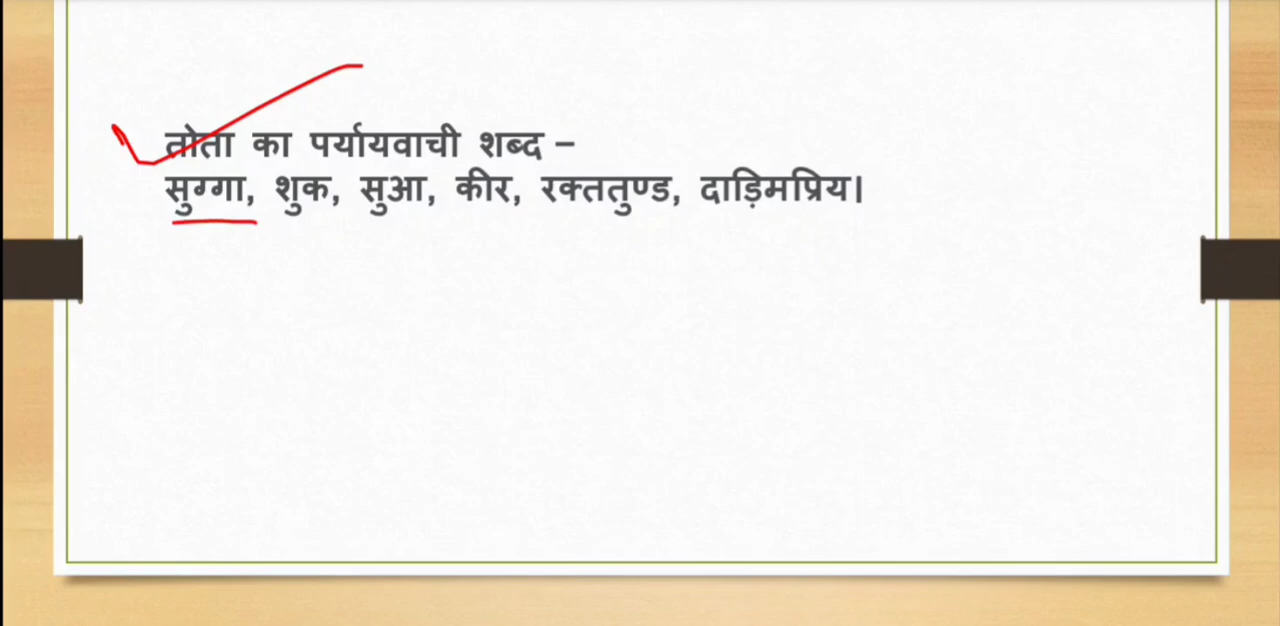 तोता का पर्यायवाची शब्द –
सुग्गा, शुक, सुआ, कीर, रक्ततुण्ड, दाड़िमप्रिय।